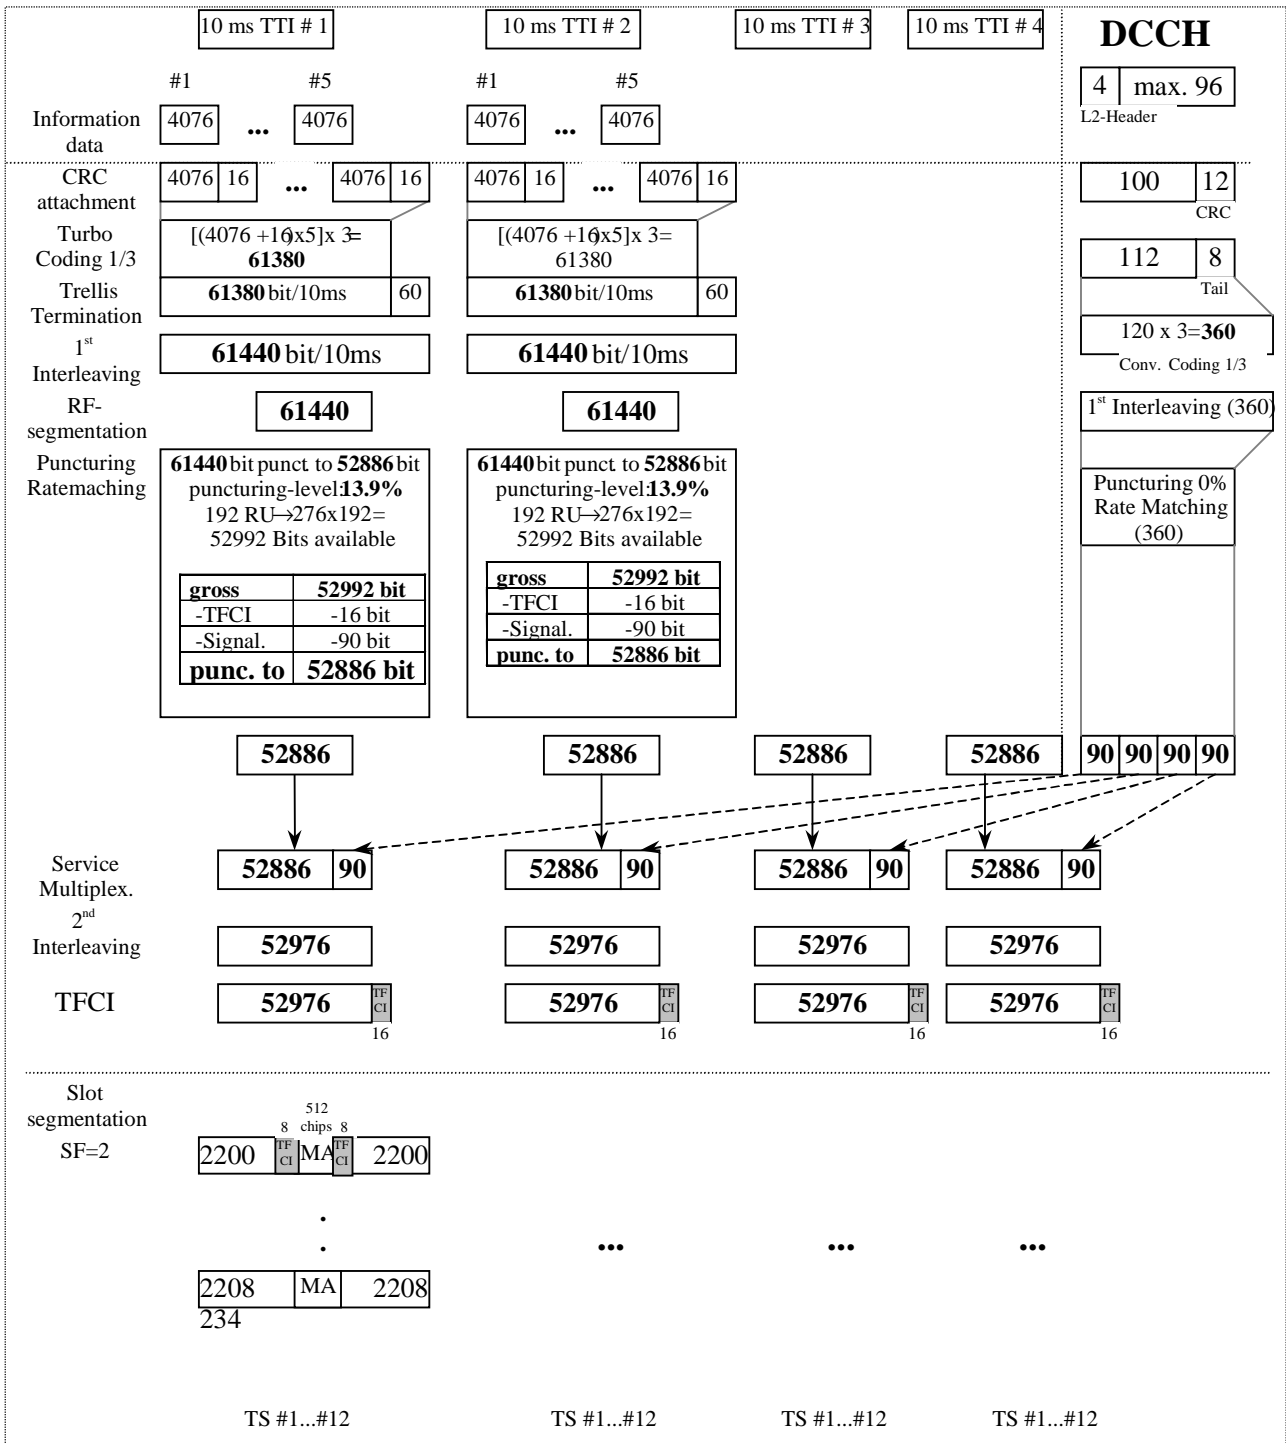 10 ms TTI # 1
10 ms TTI # 2
10 ms TTI # 3
10 ms TTI # 4
DCCH
#1 #5
#1 #5
4 max. 96
L2-Header
Information
data
4076 ... 4076
4076 ... 4076
CRC
attachment
4076 16 ... 4076 16
4076 16 ... 4076 16
100 12
CRC
Turbo
Coding 1/3
[(4076 +16)x5]x 3=
61380
[(4076 +16)x5]x 3=
61380
112 8
Tail
Trellis
Termination
61380 bit/10ms 60
61380 bit/10ms 60
120 x 3=360
Conv. Coding 1/3
1st
Interleaving
61440 bit/10ms
61440 bit/10ms
RF-
segmentation
61440
61440
1st Interleaving (360)
Puncturing
Ratemaching
61440 bit punct. to 52886 bit
puncturing-level:13.9%
192 RU→276x192=
52992 Bits available
gross 52992 bit
-TFCI -16 bit
-Signal. -90 bit
punc. to 52886 bit
61440 bit punct. to 52886 bit
puncturing-level:13.9%
192 RU→276x192=
52992 Bits available
gross 52992 bit
-TFCI -16 bit
-Signal. -90 bit
punc. to 52886 bit
Puncturing 0%
Rate Matching
(360)
52886
52886
52886
52886
90 90 90 90
Service
Multiplex.
52886 90
52886 90
52886 90
52886 90
2nd
Interleaving
52976
52976
52976
52976
TFCI
52976 TF CI
16
52976 TF CI
16
52976 TF CI
16
52976 TF CI
16
Slot
segmentation
SF=2
512
8 chips 8
2200 TF CI MA TF CI 2200
.
.
... ... ...
2208 MA 2208
234
TS #1...#12
TS #1...#12
TS #1...#12
TS #1...#12